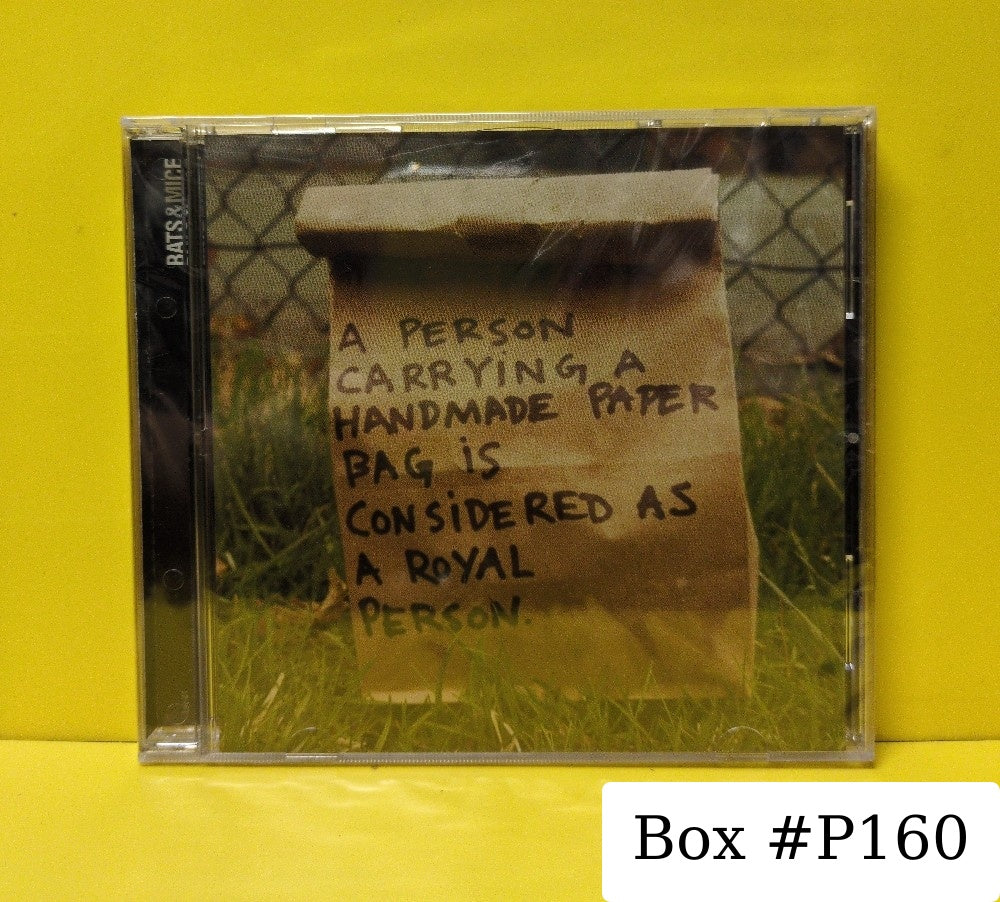 BATS&MICE
A PERSON
CARRYING A
HANDMADE PAPER
BAG IS
CONSIDERED AS
A ROYAL
PERSON.
Box #P160